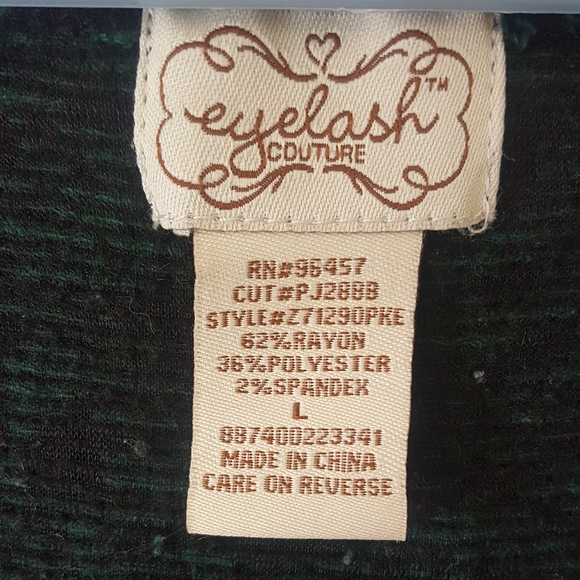 eyelash™
COUTURE
RN#96457
CUT#PJ288B
STYLE#Z71290PKE
62%RAYON
36%POLYESTER
2%SPANDEX
L
887400223341
MADE IN CHINA
CARE ON REVERSE